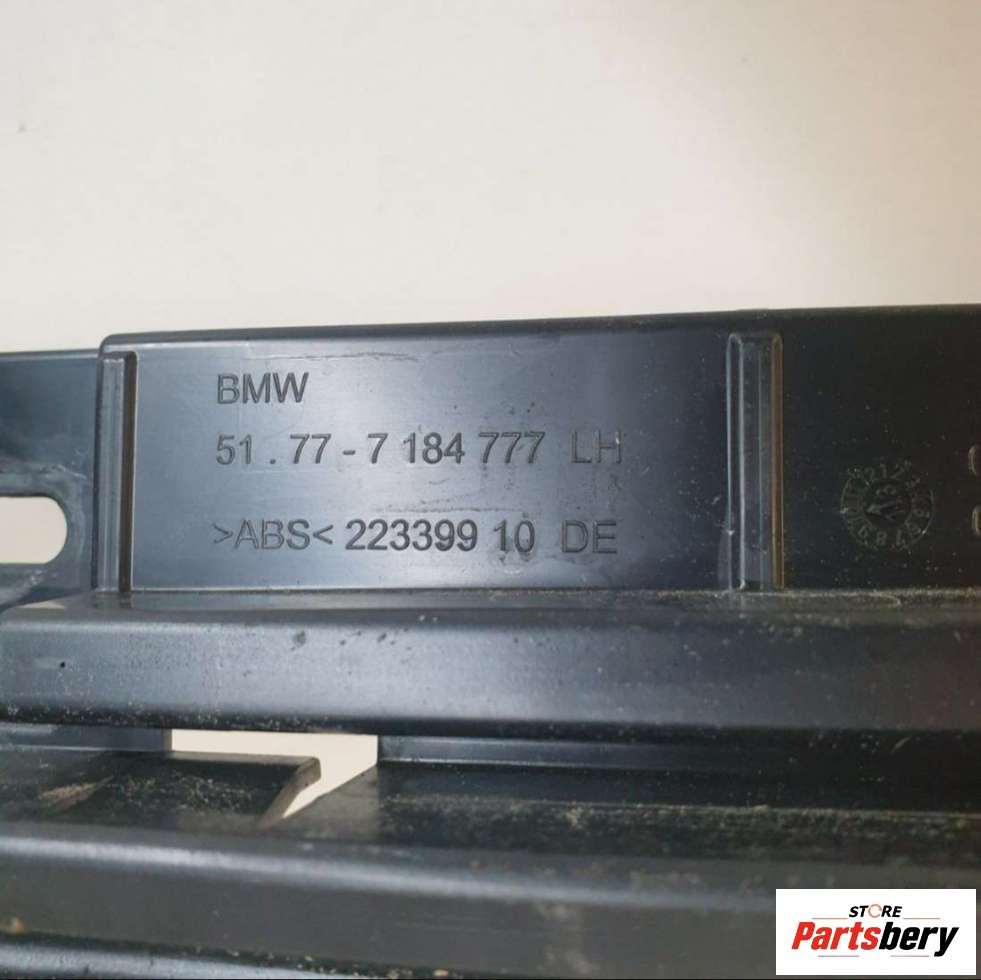 BMW
51.77-7 184 777 LH
>ABS< 223399 10 DE
STORE
Partsbery